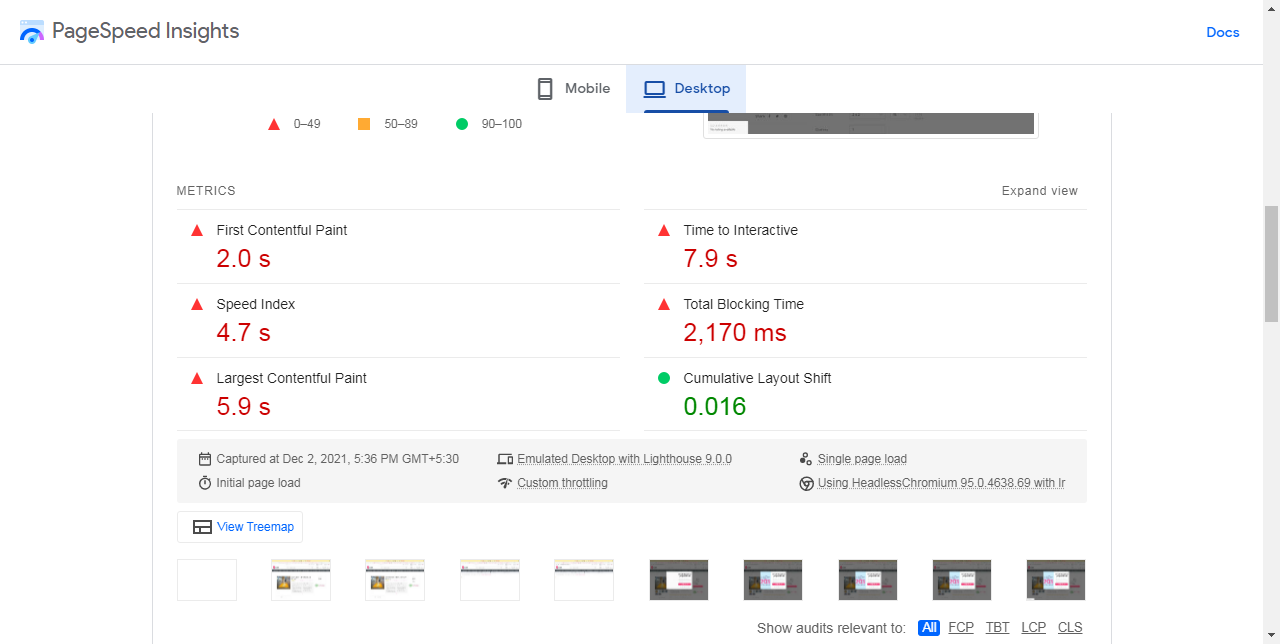 PageSpeed Insights
Docs
Mobile
Desktop
0–49
50–89
90–100
METRICS
Expand view
First Contentful Paint
2.0 s
Time to Interactive
7.9 s
Speed Index
4.7 s
Total Blocking Time
2,170 ms
Largest Contentful Paint
5.9 s
Cumulative Layout Shift
0.016
Captured at Dec 2, 2021, 5:36 PM GMT+5:30
Emulated Desktop with Lighthouse 9.0.0
Single page load
Initial page load
Custom throttling
Using HeadlessChromium 95.0.4638.69 with lr
View Treemap
Show audits relevant to: All FCP TBT LCP CLS